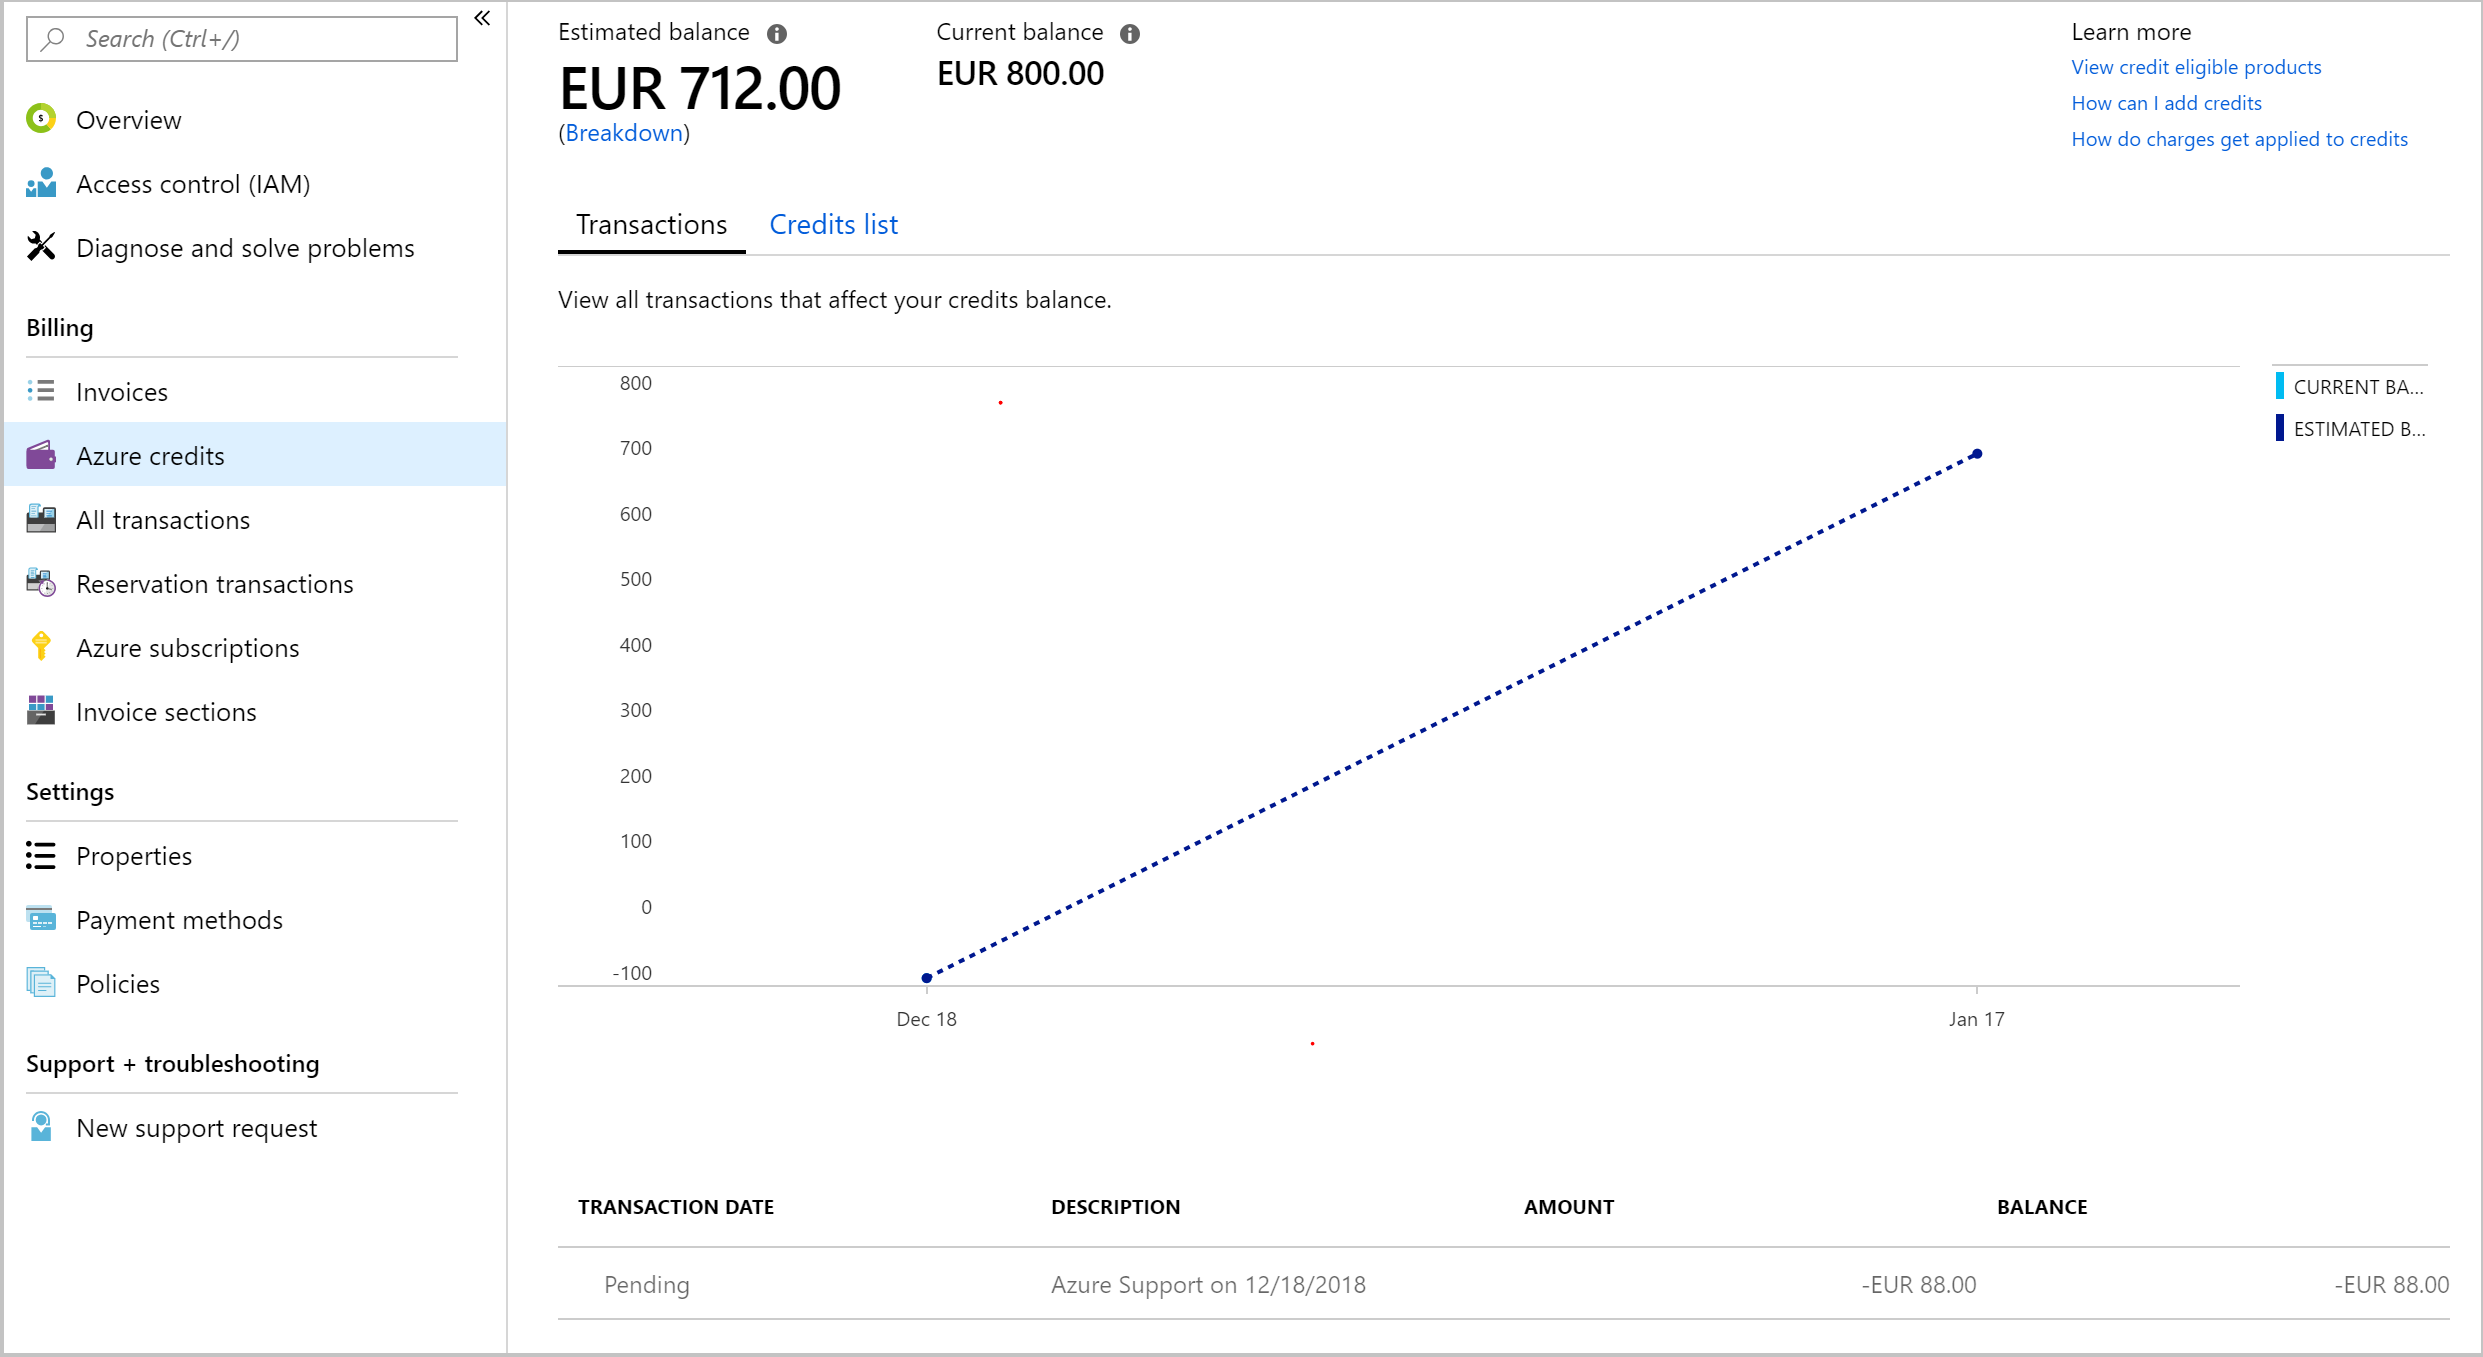 Search (Ctrl+/)
Overview
Access control (IAM)
Diagnose and solve problems
Billing
Invoices
Azure credits
All transactions
Reservation transactions
Azure subscriptions
Invoice sections
Settings
Properties
Payment methods
Policies
Support + troubleshooting
New support request
Estimated balance
EUR 712.00
(Breakdown)
Current balance
EUR 800.00
Learn more
View credit eligible products
How can I add credits
How do charges get applied to credits
Transactions Credits list
View all transactions that affect your credits balance.
800
700
600
500
400
300
200
100
0
-100
Dec 18 Jan 17
CURRENT BA...
ESTIMATED B...
TRANSACTION DATE DESCRIPTION AMOUNT BALANCE
Pending Azure Support on 12/18/2018 -EUR 88.00 -EUR 88.00